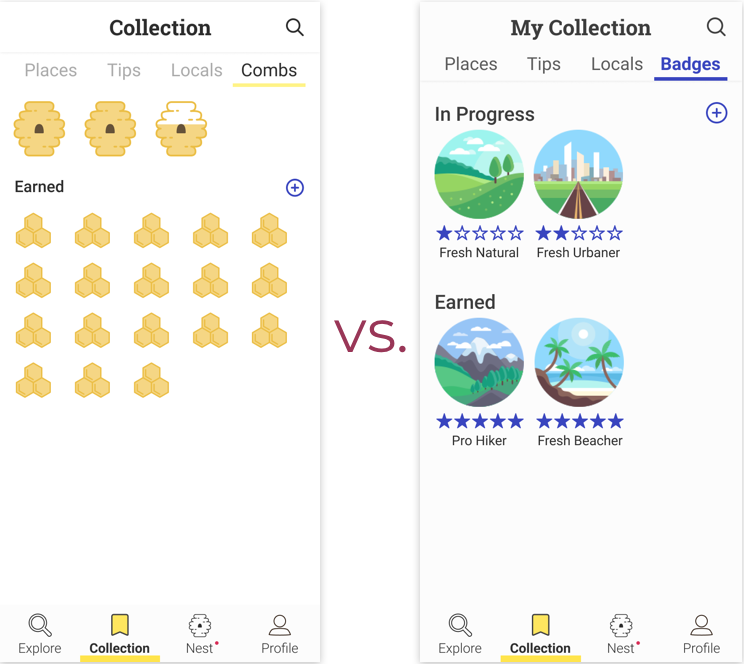 Collection
Places Tips Locals Combs
Earned
Explore Collection Nest Profile
vs.
My Collection
Places Tips Locals Badges
In Progress
Fresh Natural Fresh Urbaner
Earned
Pro Hiker Fresh Beacher
Explore Collection Nest Profile